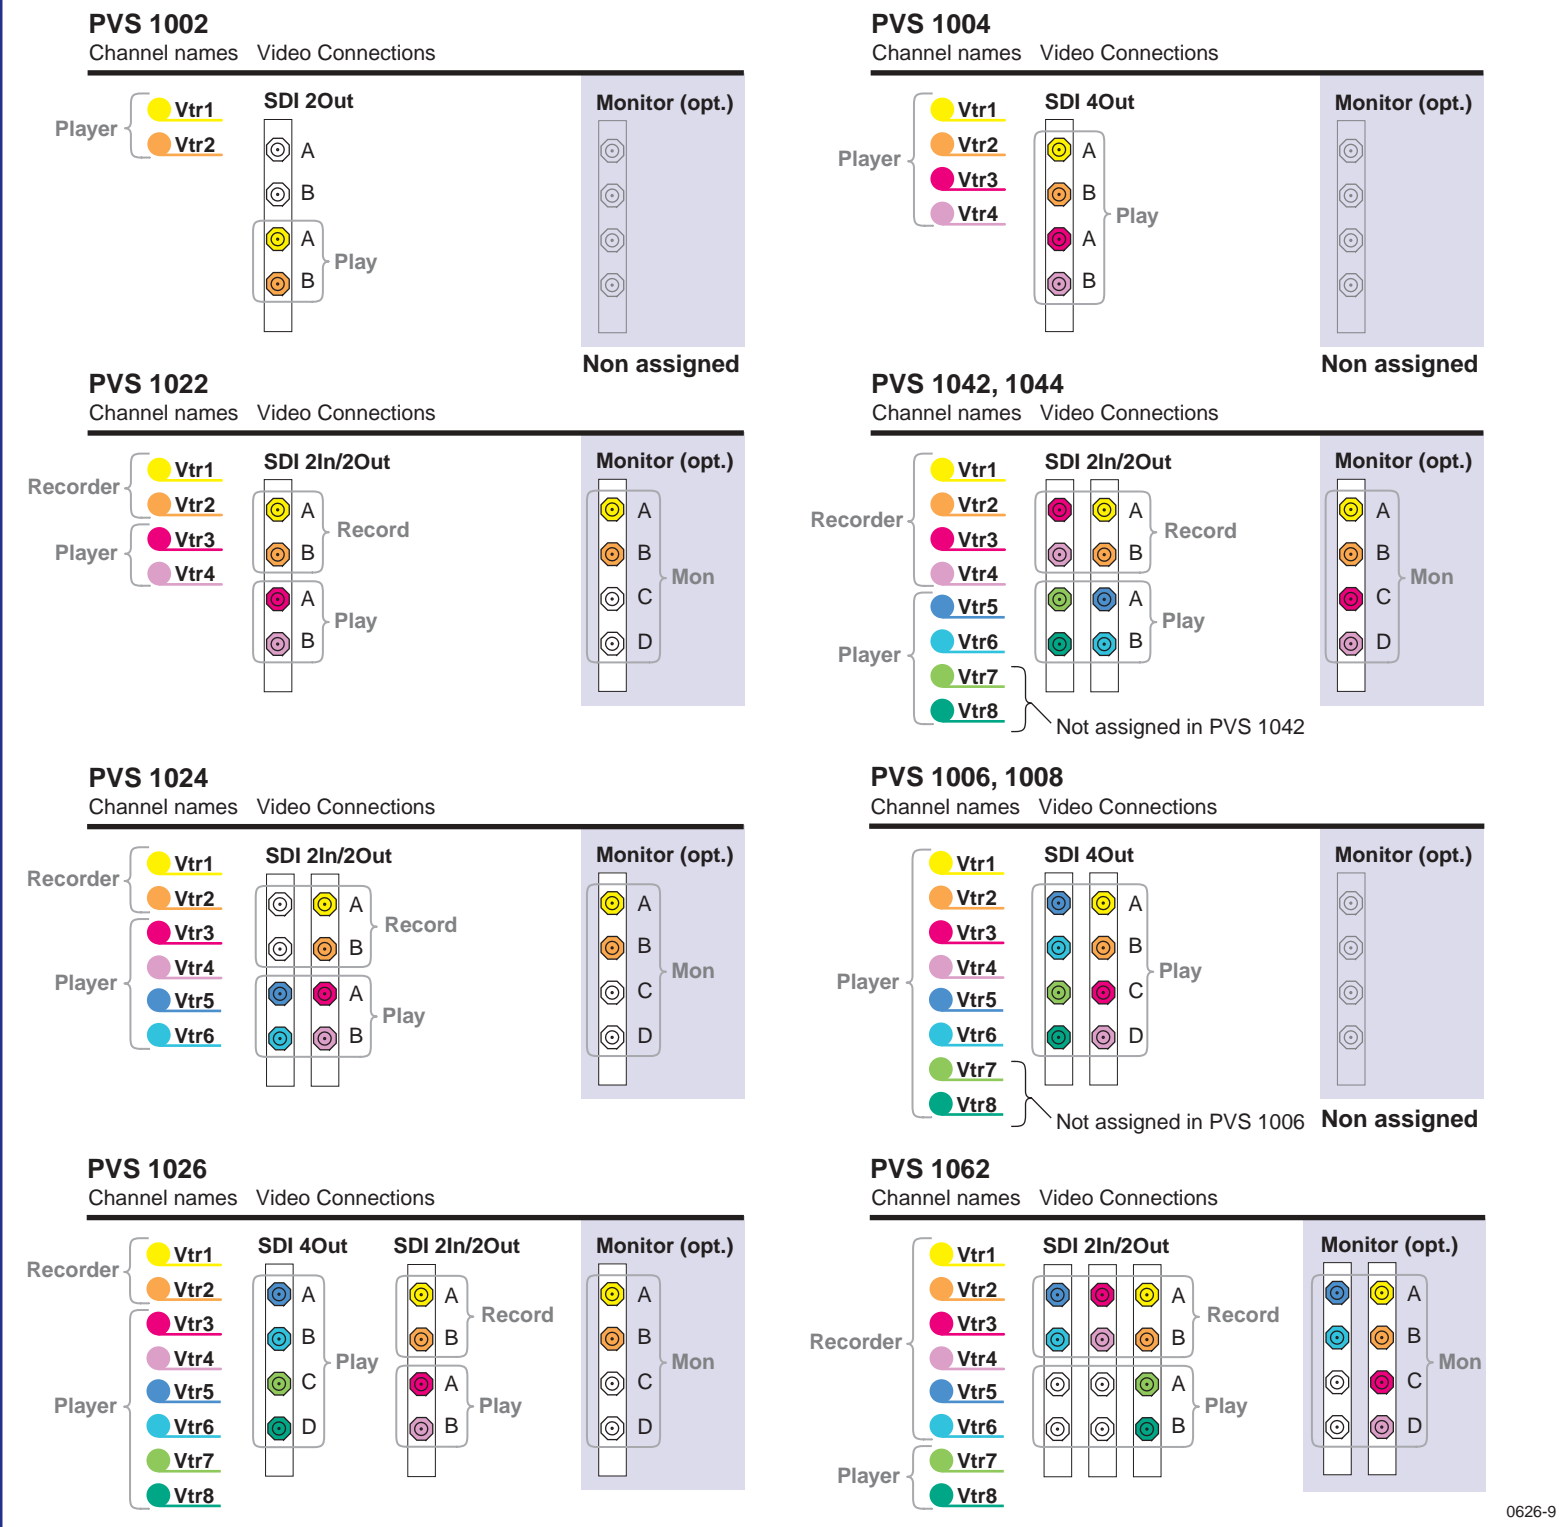 PVS 1002
Channel names Video Connections
Player
Vtr1
Vtr2
SDI 2Out
A
B
A
B
Play
Monitor (opt.)
Non assigned
PVS 1004
Channel names Video Connections
Player
Vtr1
Vtr2
Vtr3
Vtr4
SDI 4Out
A
B
A
B
Play
Monitor (opt.)
Non assigned
PVS 1022
Channel names Video Connections
Recorder
Player
Vtr1
Vtr2
Vtr3
Vtr4
SDI 2In/2Out
A
B
Record
A
B
Play
Monitor (opt.)
A
B
C
D
Mon
PVS 1042, 1044
Channel names Video Connections
Recorder
Player
Vtr1
Vtr2
Vtr3
Vtr4
Vtr5
Vtr6
Vtr7
Vtr8
Not assigned in PVS 1042
SDI 2In/2Out
A
B
Record
A
B
Play
Monitor (opt.)
A
B
C
D
Mon
PVS 1024
Channel names Video Connections
Recorder
Player
Vtr1
Vtr2
Vtr3
Vtr4
Vtr5
Vtr6
SDI 2In/2Out
A
B
Record
A
B
Play
Monitor (opt.)
A
B
C
D
Mon
PVS 1006, 1008
Channel names Video Connections
Player
Vtr1
Vtr2
Vtr3
Vtr4
Vtr5
Vtr6
Vtr7
Vtr8
Not assigned in PVS 1006
SDI 4Out
A
B
C
D
Play
Monitor (opt.)
Non assigned
PVS 1026
Channel names Video Connections
Recorder
Player
Vtr1
Vtr2
Vtr3
Vtr4
Vtr5
Vtr6
Vtr7
Vtr8
SDI 4Out
A
B
C
D
Play
SDI 2In/2Out
A
B
Record
A
B
Play
Monitor (opt.)
A
B
C
D
Mon
PVS 1062
Channel names Video Connections
Recorder
Player
Vtr1
Vtr2
Vtr3
Vtr4
Vtr5
Vtr6
Vtr7
Vtr8
SDI 2In/2Out
A
B
Record
A
B
Play
Monitor (opt.)
A
B
C
D
Mon
0626-9